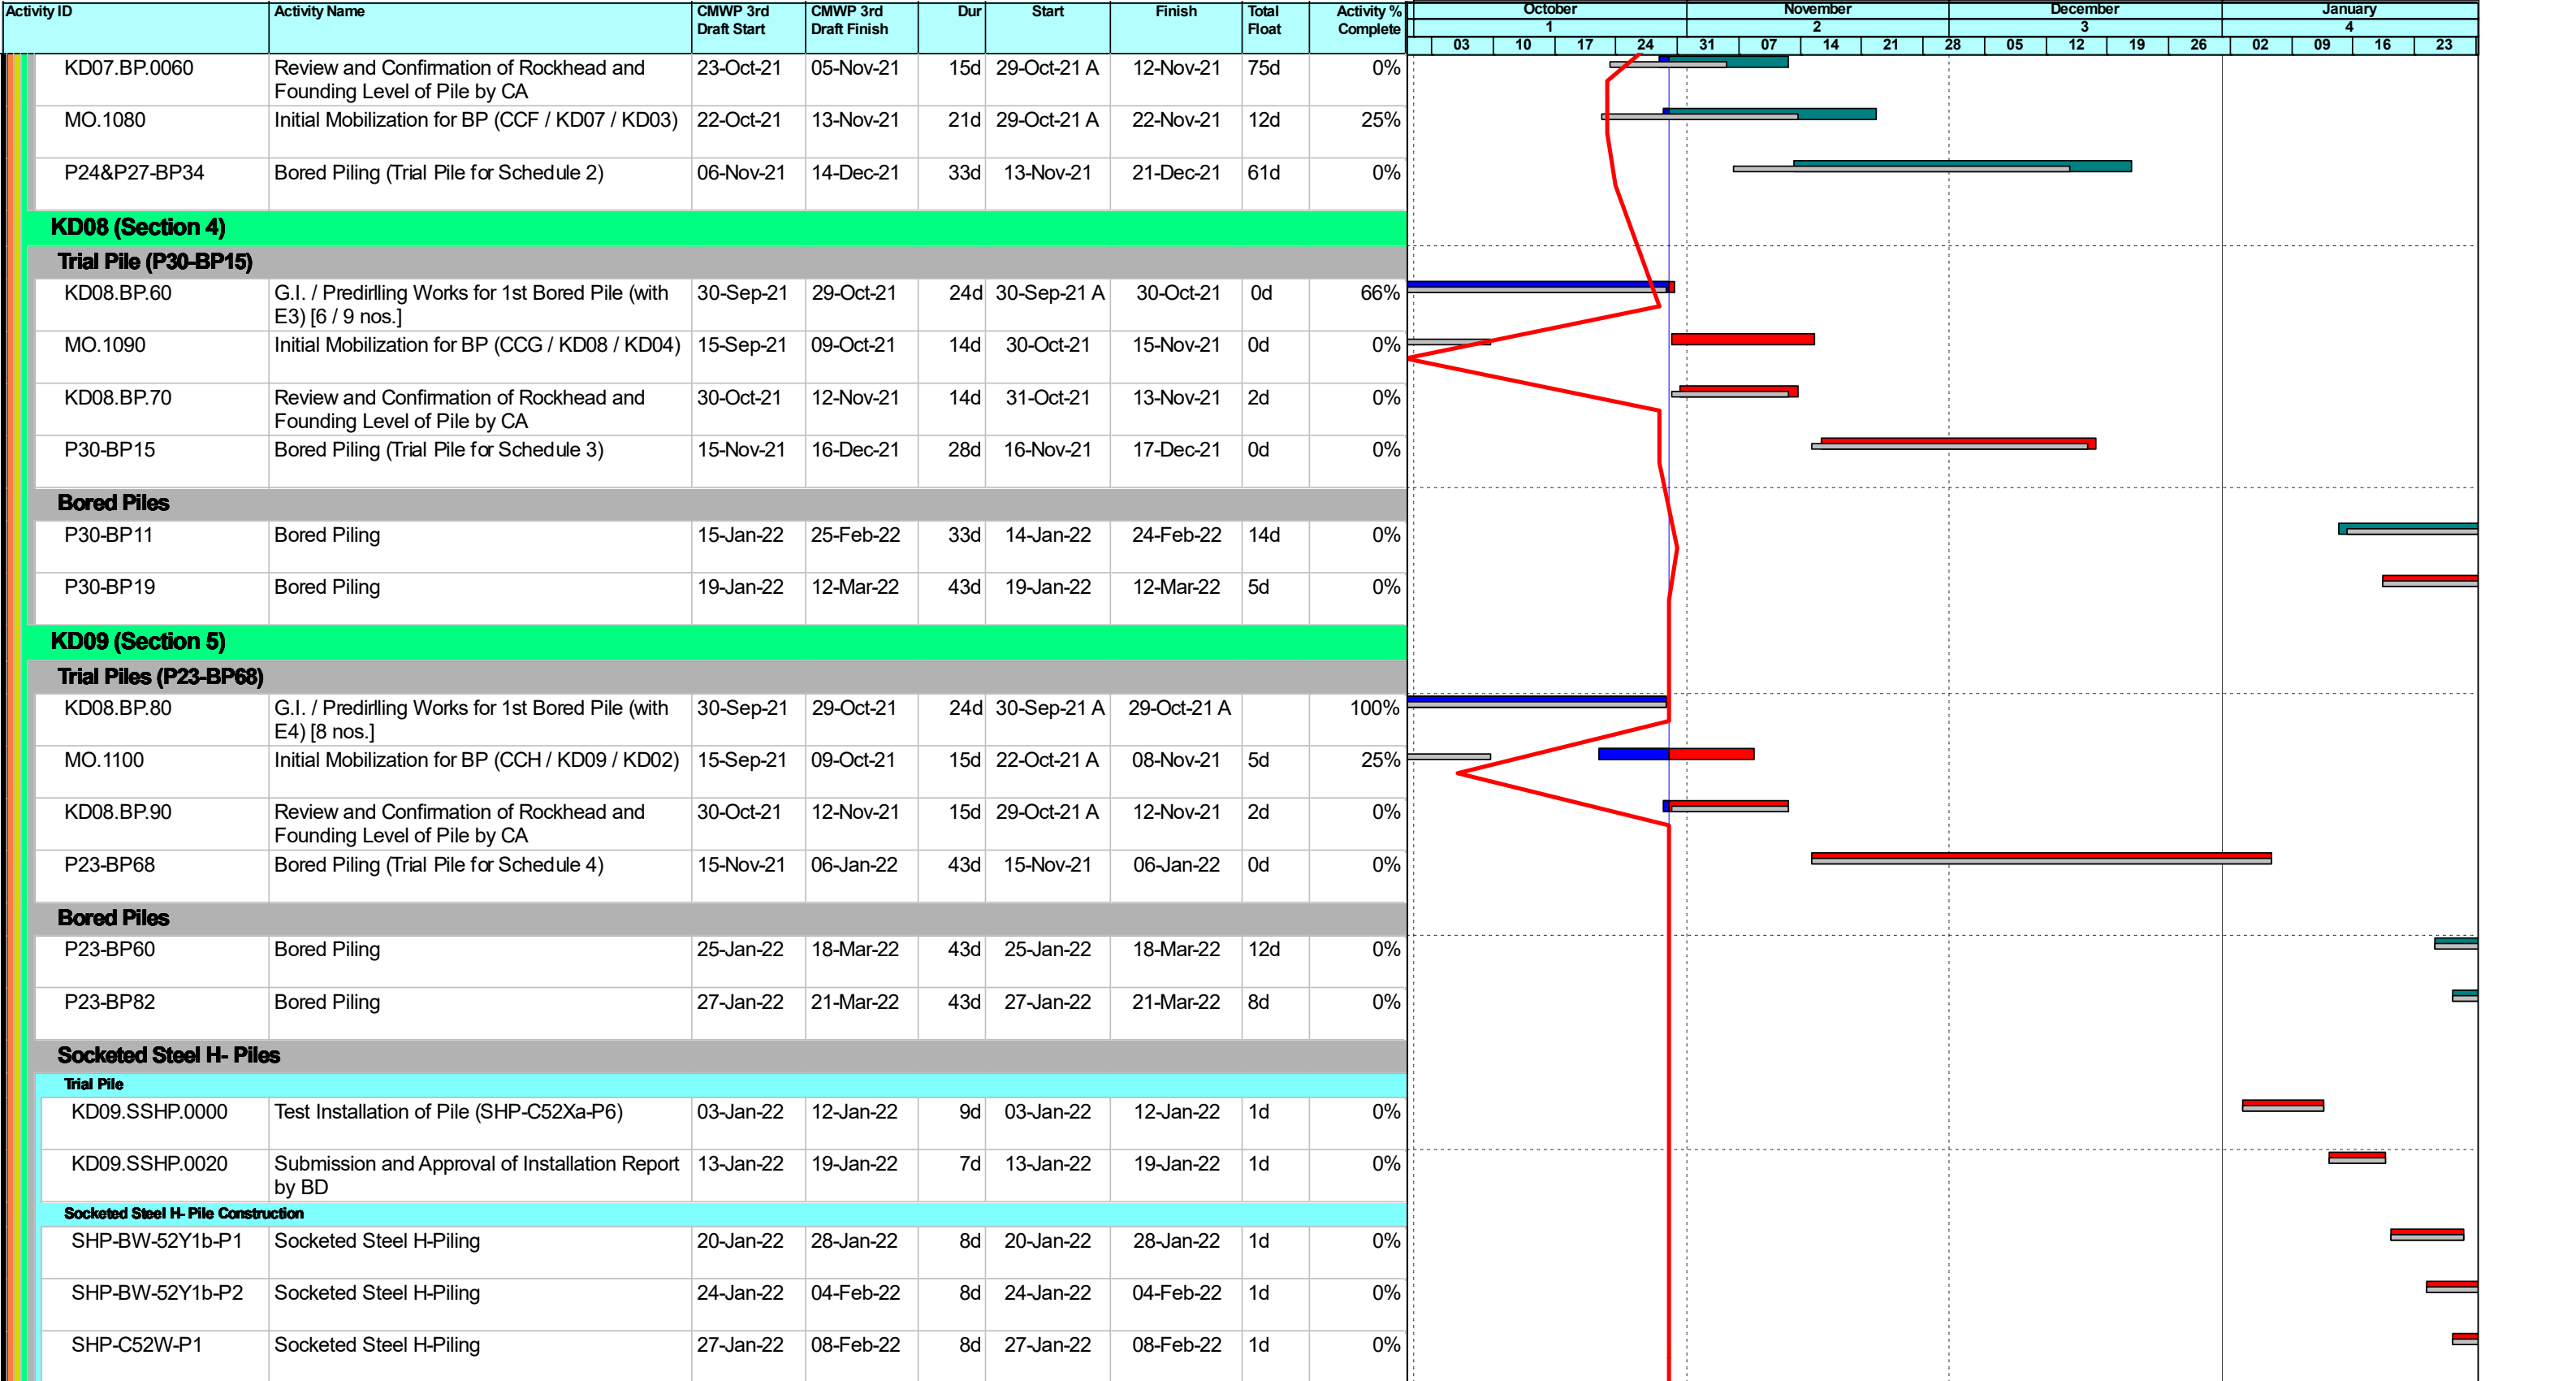 Activity ID Activity Name CMWP 3rd Draft Start CMWP 3rd Draft Finish Dur Start Finish Total Float Activity % Complete
October November December January
1 2 3 4
03 10 17 24 31 07 14 21 28 05 12 19 26 02 09 16 23
KD07.BP.0060 Review and Confirmation of Rockhead and 23-Oct-21 05-Nov-21 15d 29-Oct-21 A 12-Nov-21 75d 0%
Founding Level of Pile by CA
MO.1080 Initial Mobilization for BP (CCF / KD07 / KD03) 22-Oct-21 13-Nov-21 21d 29-Oct-21 A 22-Nov-21 12d 25%
P24&P27-BP34 Bored Piling (Trial Pile for Schedule 2) 06-Nov-21 14-Dec-21 33d 13-Nov-21 21-Dec-21 61d 0%
KD08 (Section 4)
Trial Pile (P30-BP15)
KD08.BP.60 G.I. / Predirlling Works for 1st Bored Pile (with 30-Sep-21 29-Oct-21 24d 30-Sep-21 A 30-Oct-21 0d 66%
E3) [6 / 9 nos.]
MO.1090 Initial Mobilization for BP (CCG / KD08 / KD04) 15-Sep-21 09-Oct-21 14d 30-Oct-21 15-Nov-21 0d 0%
KD08.BP.70 Review and Confirmation of Rockhead and 30-Oct-21 12-Nov-21 14d 31-Oct-21 13-Nov-21 2d 0%
Founding Level of Pile by CA
P30-BP15 Bored Piling (Trial Pile for Schedule 3) 15-Nov-21 16-Dec-21 28d 16-Nov-21 17-Dec-21 0d 0%
Bored Piles
P30-BP11 Bored Piling 15-Jan-22 25-Feb-22 33d 14-Jan-22 24-Feb-22 14d 0%
P30-BP19 Bored Piling 19-Jan-22 12-Mar-22 43d 19-Jan-22 12-Mar-22 5d 0%
KD09 (Section 5)
Trial Piles (P23-BP68)
KD08.BP.80 G.I. / Predirlling Works for 1st Bored Pile (with 30-Sep-21 29-Oct-21 24d 30-Sep-21 A 29-Oct-21 A 100%
E4) [8 nos.]
MO.1100 Initial Mobilization for BP (CCH / KD09 / KD02) 15-Sep-21 09-Oct-21 15d 22-Oct-21 A 08-Nov-21 5d 25%
KD08.BP.90 Review and Confirmation of Rockhead and 30-Oct-21 12-Nov-21 15d 29-Oct-21 A 12-Nov-21 2d 0%
Founding Level of Pile by CA
P23-BP68 Bored Piling (Trial Pile for Schedule 4) 15-Nov-21 06-Jan-22 43d 15-Nov-21 06-Jan-22 0d 0%
Bored Piles
P23-BP60 Bored Piling 25-Jan-22 18-Mar-22 43d 25-Jan-22 18-Mar-22 12d 0%
P23-BP82 Bored Piling 27-Jan-22 21-Mar-22 43d 27-Jan-22 21-Mar-22 8d 0%
Socketed Steel H- Piles
Trial Pile
KD09.SSHP.0000 Test Installation of Pile (SHP-C52Xa-P6) 03-Jan-22 12-Jan-22 9d 03-Jan-22 12-Jan-22 1d 0%
KD09.SSHP.0020 Submission and Approval of Installation Report 13-Jan-22 19-Jan-22 7d 13-Jan-22 19-Jan-22 1d 0%
by BD
Socketed Steel H- Pile Construction
SHP-BW-52Y1b-P1 Socketed Steel H-Piling 20-Jan-22 28-Jan-22 8d 20-Jan-22 28-Jan-22 1d 0%
SHP-BW-52Y1b-P2 Socketed Steel H-Piling 24-Jan-22 04-Feb-22 8d 24-Jan-22 04-Feb-22 1d 0%
SHP-C52W-P1 Socketed Steel H-Piling 27-Jan-22 08-Feb-22 8d 27-Jan-22 08-Feb-22 1d 0%